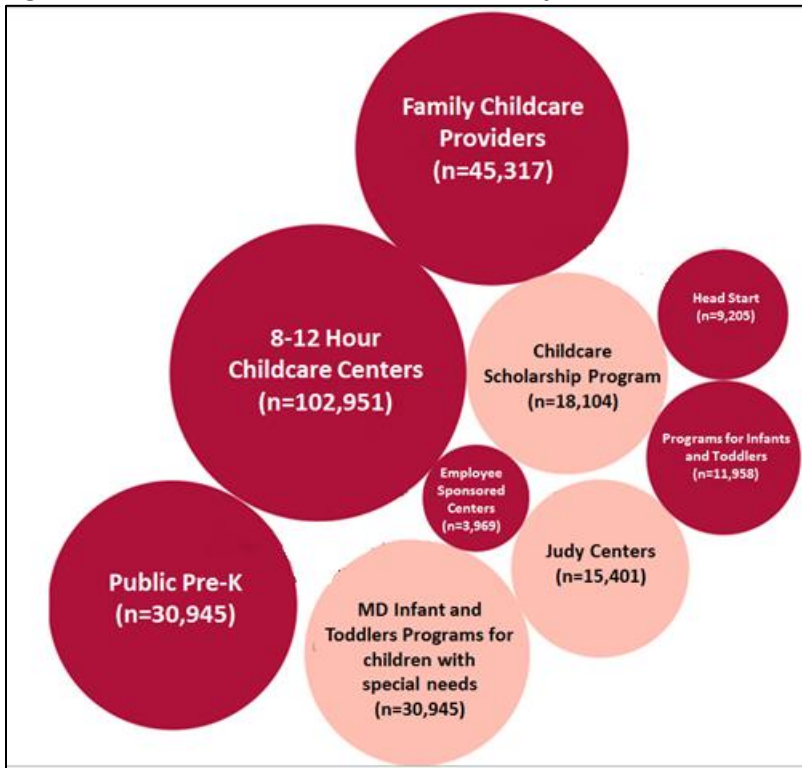 Family Childcare
Providers
(n=45,317)
Head Start
(n=9,205)
8-12 Hour
Childcare Centers
(n=102,951)
Childcare
Scholarship Program
(n=18,104)
Programs for Infants
and Toddlers
(n=11,958)
Employee
Sponsored
Centers
(n=3,969)
Judy Centers
(n=15,401)
Public Pre-K
(n=30,945)
MD Infant and
Toddlers Programs for
children with
special needs
(n=30,945)